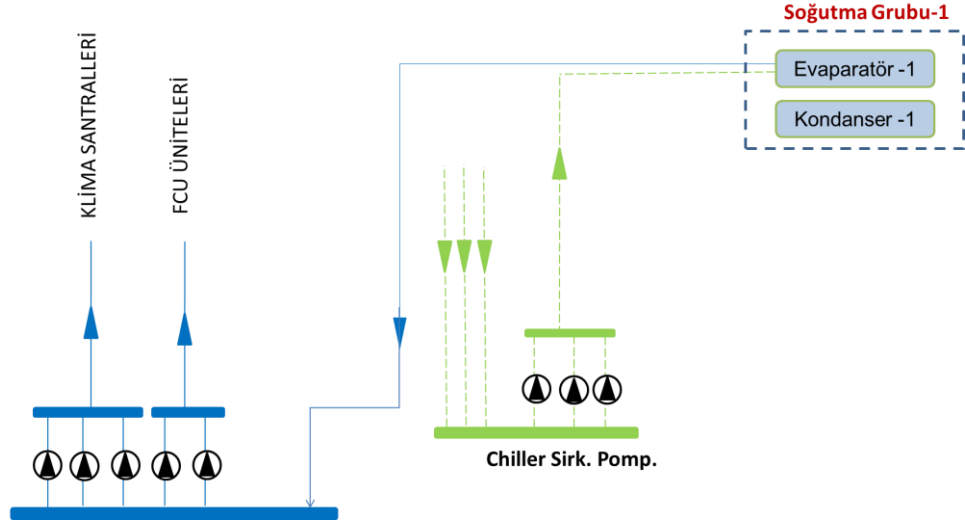 Soğutma Grubu-1
Evaparatör -1
Kondanser -1
KLİMA SANTRALLERİ
FCU ÜNİTELERİ
Chiller Sirk. Pomp.